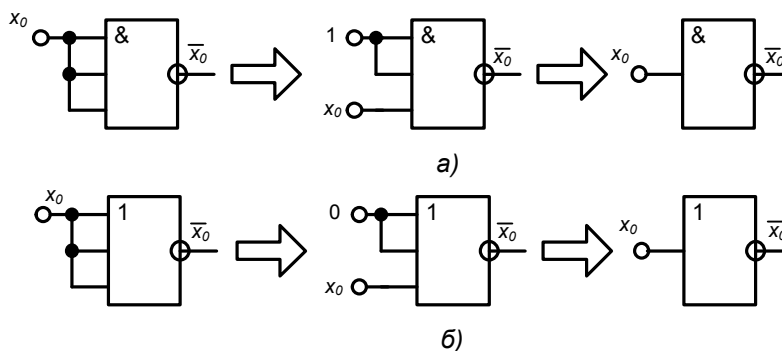 x₀ & x̄₀ 1 & x̄₀ x₀ x₀ & x̄₀
а)
x₀ 1 x̄₀ 0 1 x̄₀ x₀ x₀ 1 x̄₀
б)